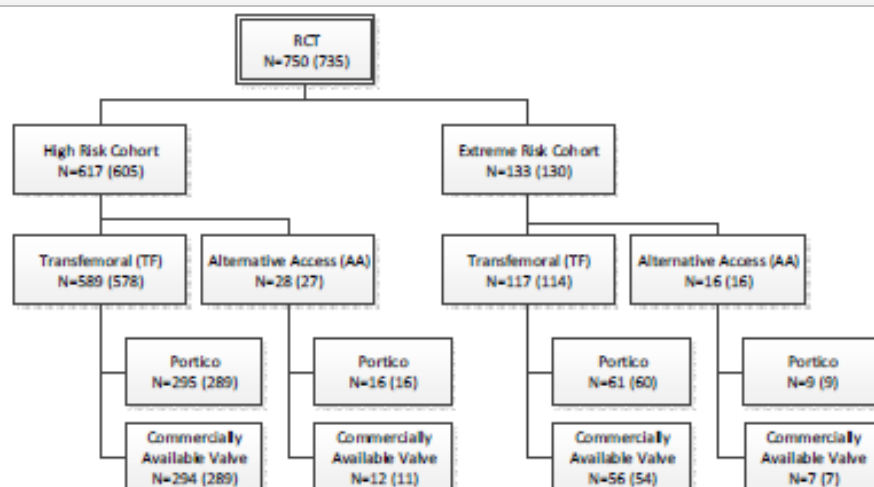 RCT
N=750 (735)
High Risk Cohort
N=617 (605)
Extreme Risk Cohort
N=133 (130)
Transfemoral (TF)
N=589 (578)
Alternative Access (AA)
N=28 (27)
Transfemoral (TF)
N=117 (114)
Alternative Access (AA)
N=16 (16)
Portico
N=295 (289)
Portico
N=16 (16)
Portico
N=61 (60)
Portico
N=9 (9)
Commercially
Available Valve
N=294 (289)
Commercially
Available Valve
N=12 (11)
Commercially
Available Valve
N=56 (54)
Commercially
Available Valve
N=7 (7)